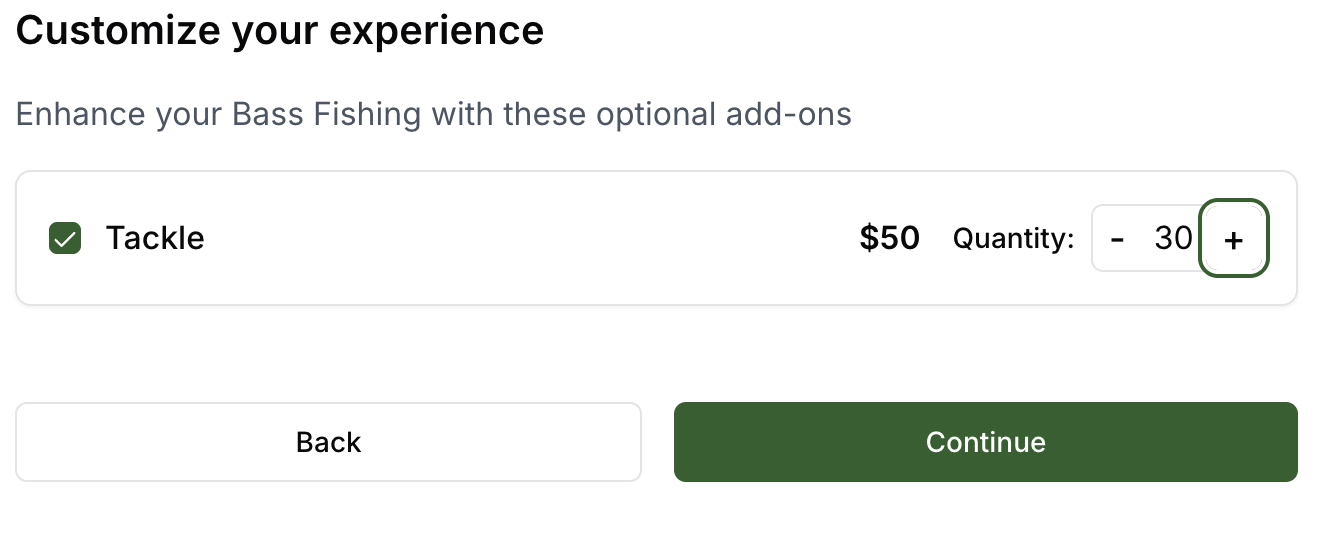 Customize your experience
Enhance your Bass Fishing with these optional add-ons
Tackle $50 Quantity: - 30 +
Back Continue